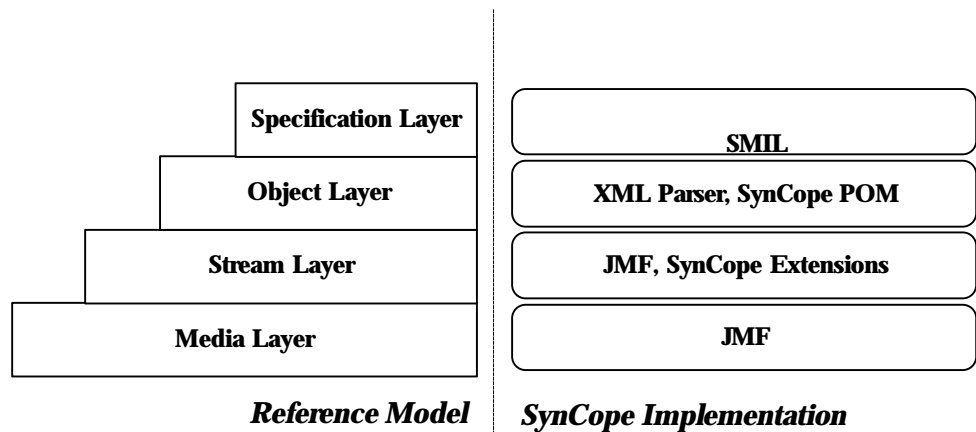 Specification Layer
SMIL
Object Layer
XML Parser, SynCope POM
Stream Layer
JMF, SynCope Extensions
Media Layer
JMF
Reference Model
SynCope Implementation